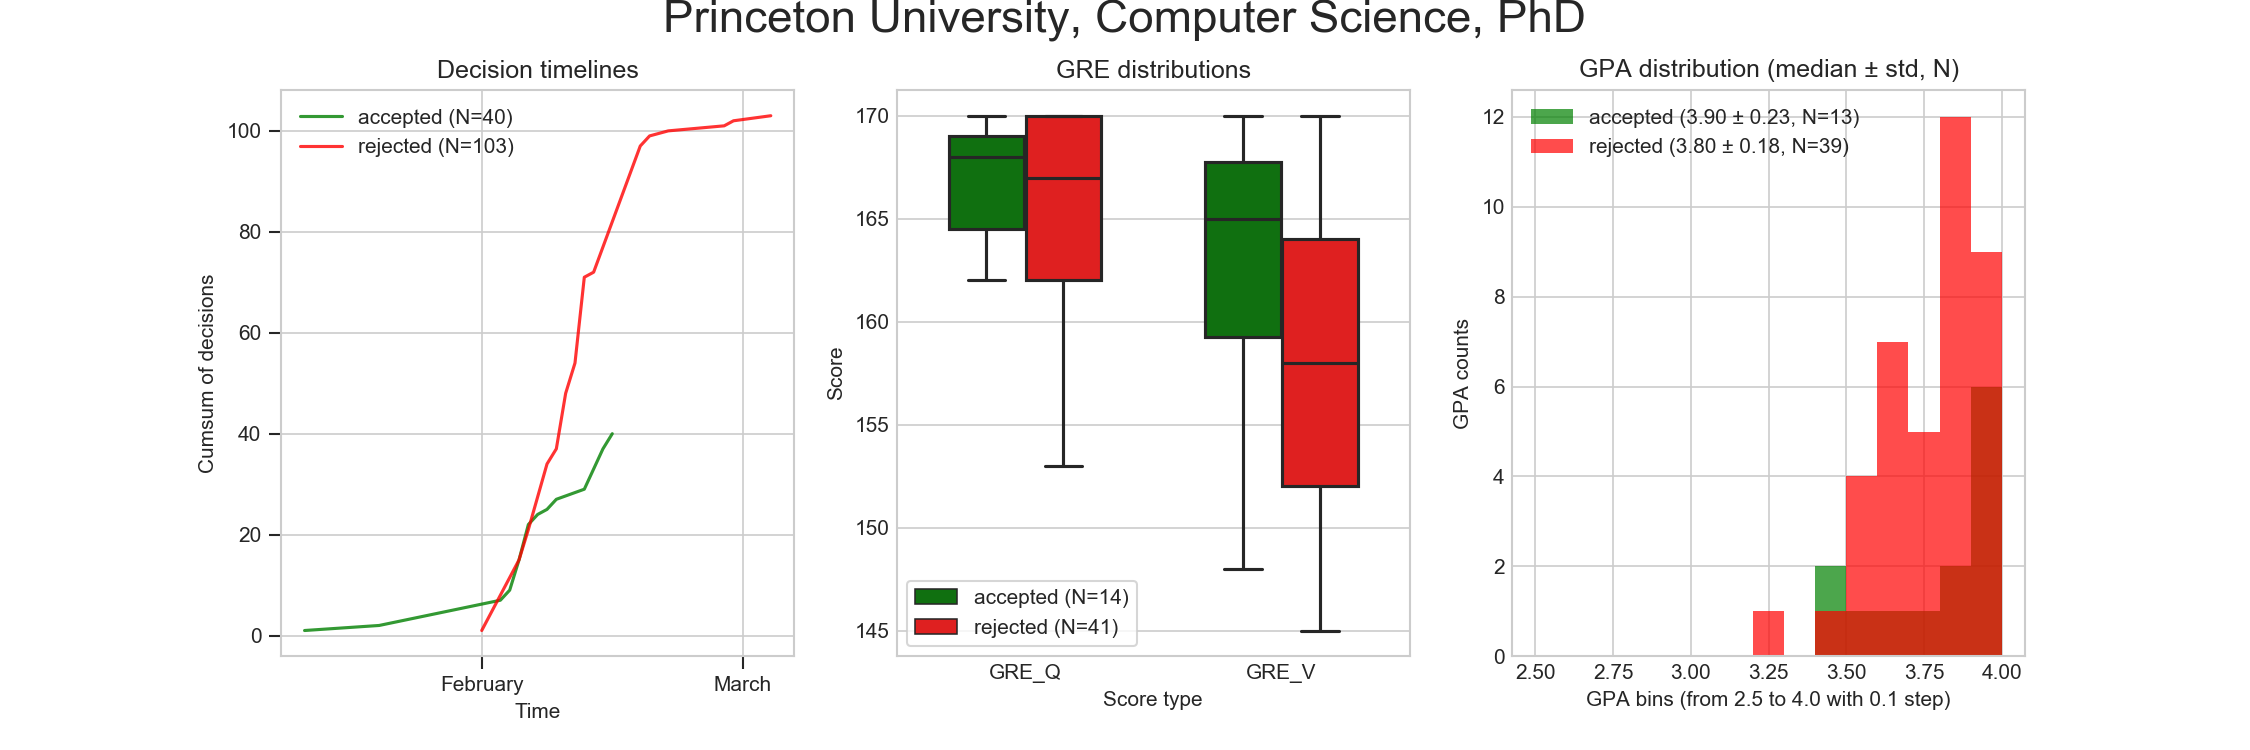 Princeton University, Computer Science, PhD
Decision timelines
accepted (N=40)
rejected (N=103)
100
80
60
40
20
0
Cumsum of decisions
February
March
Time
GRE distributions
170
165
160
155
150
145
Score
accepted (N=14)
rejected (N=41)
GRE_Q
GRE_V
Score type
GPA distribution (median ± std, N)
accepted (3.90 ± 0.23, N=13)
rejected (3.80 ± 0.18, N=39)
12
10
8
6
4
2
0
GPA counts
2.50
2.75
3.00
3.25
3.50
3.75
4.00
GPA bins (from 2.5 to 4.0 with 0.1 step)